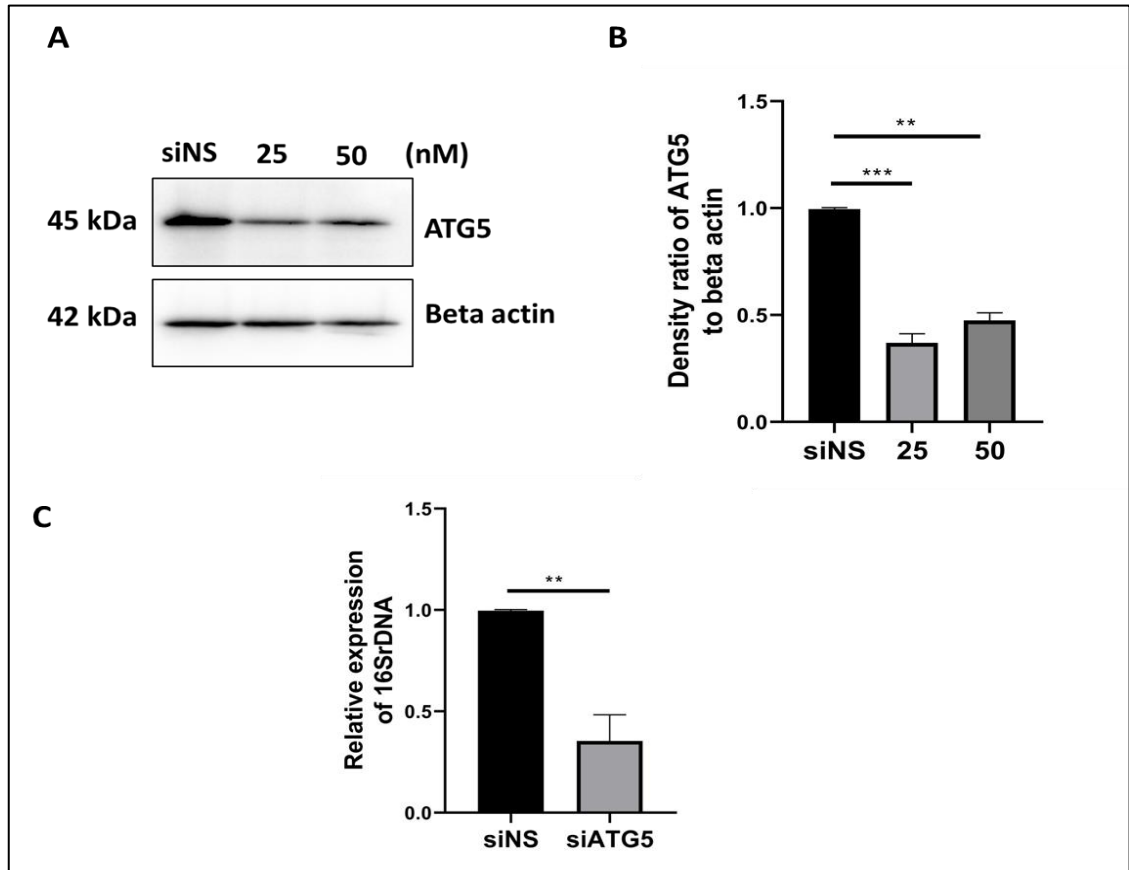 A
siNS 25 50 (nM)
45 kDa
ATG5
42 kDa
Beta actin
B
Density ratio of ATG5
to beta actin
1.5
1.0
0.5
0.0
**
***
siNS 25 50
C
Relative expression
of 16SrDNA
1.5
1.0
0.5
0.0
**
siNS siATG5